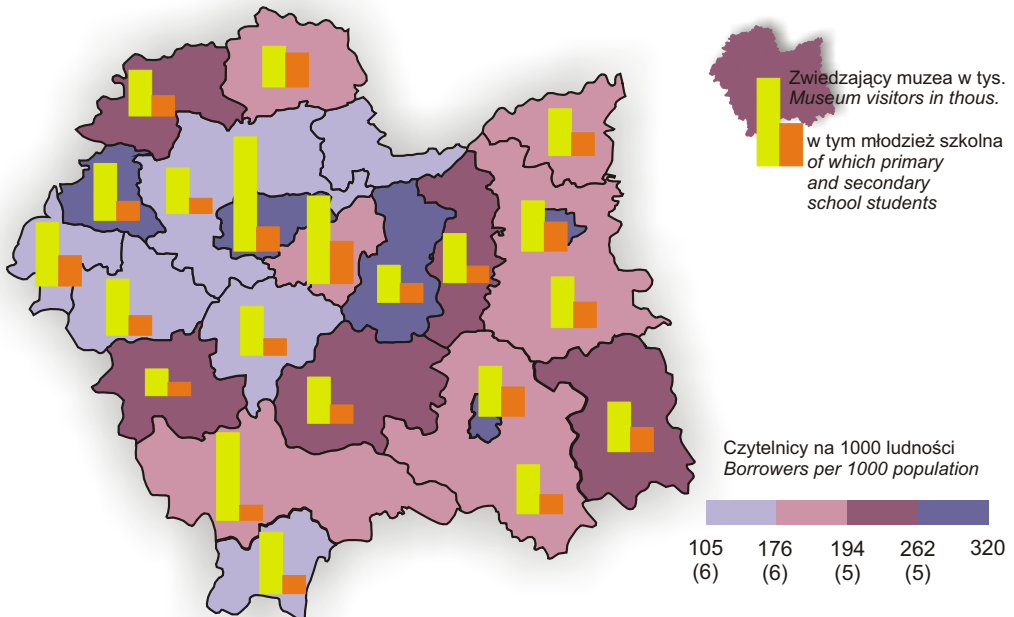 Zwiedzający muzea w tys.
Museum visitors in thous.
w tym młodzież szkolna
of which primary
and secondary
school students
Czytelnicy na 1000 ludności
Borrowers per 1000 population
105 176 194 262 320
(6) (6) (5) (5)